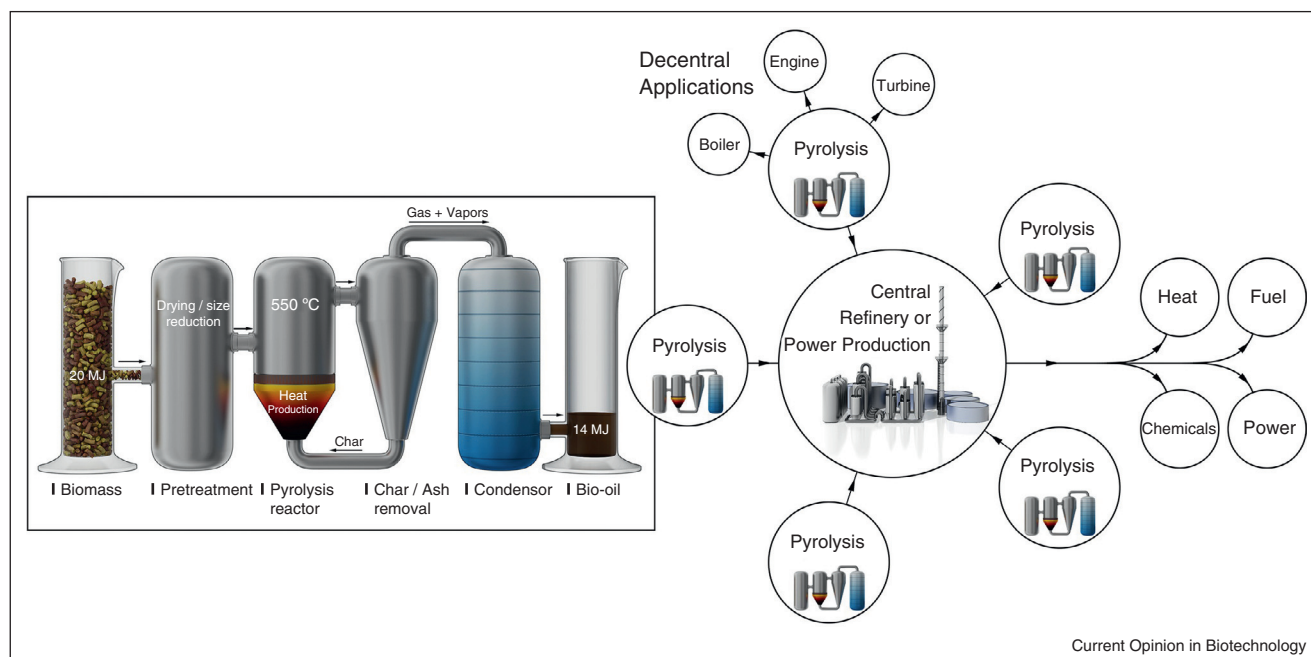 Decentral
Applications
Engine
Turbine
Boiler
Pyrolysis
Gas + Vapors
Drying / size
reduction
550 ºC
20 MJ
Heat
Production
14 MJ
Char
I Biomass
I Pretreatment
I Pyrolysis
reactor
I Char / Ash
removal
I Condensor
I Bio-oil
Pyrolysis
Pyrolysis
Central
Refinery or
Power Production
Heat
Fuel
Chemicals
Power
Pyrolysis
Pyrolysis
Current Opinion in Biotechnology